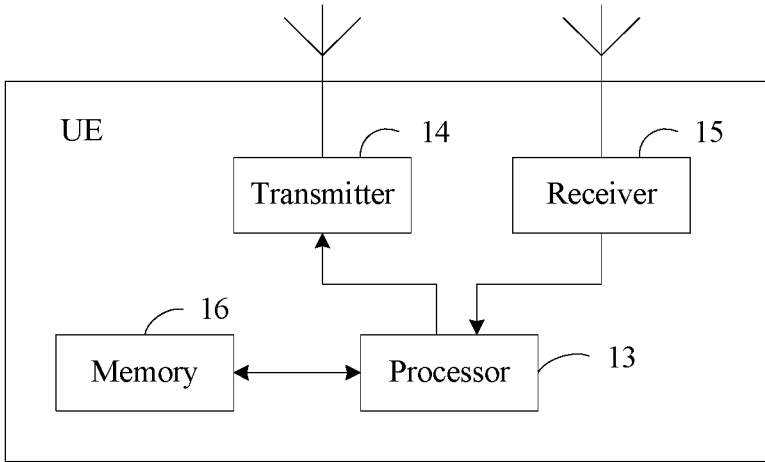 UE
14
15
Transmitter
Receiver
16
13
Memory
Processor